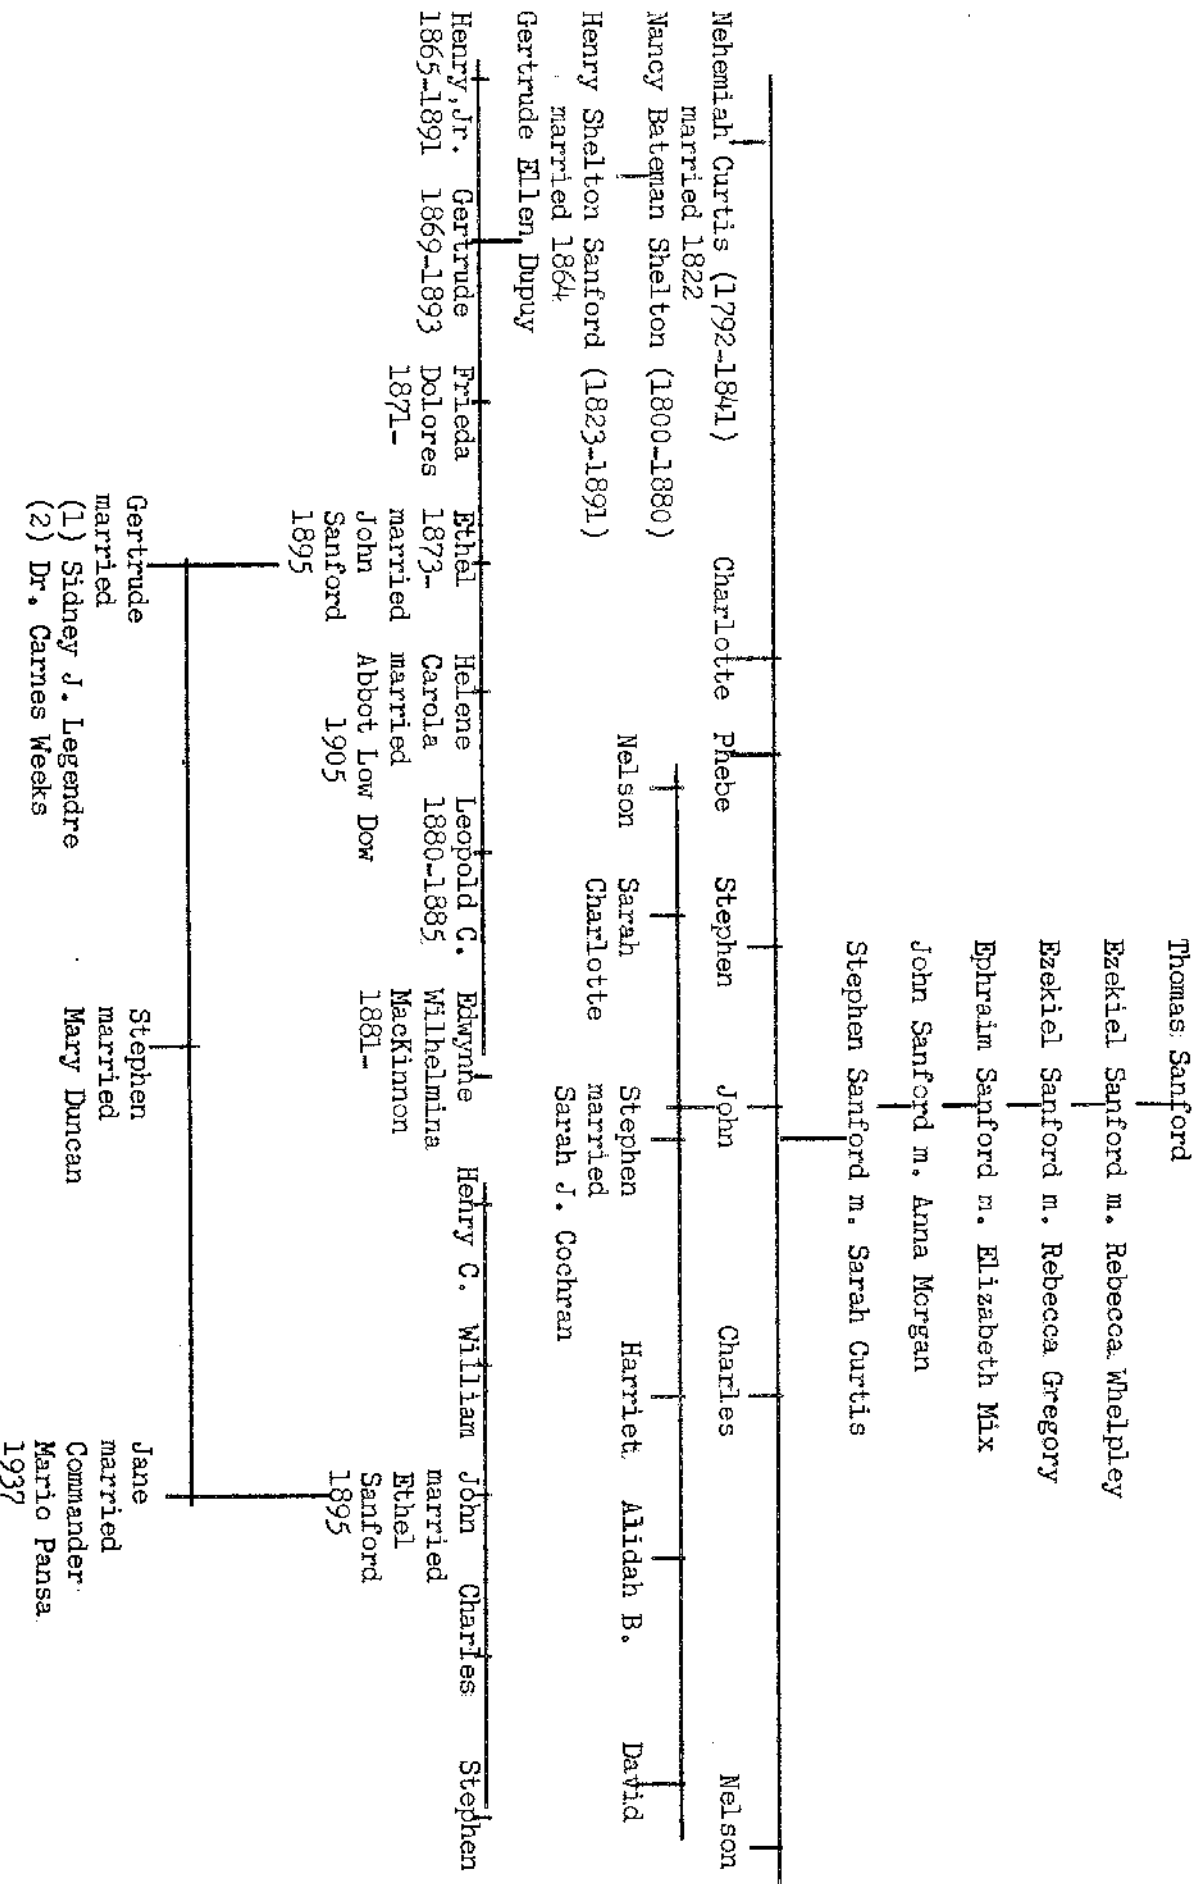 Thomas Sanford
Ezekiel Sanford m. Rebecca Whelpley
Ezekiel Sanford m. Rebecca Gregory
Ephraim Sanford m. Elizabeth Mix
John Sanford m. Anna Morgan
Stephen Sanford m. Sarah Curtis
Nehemiah Curtis (1792-1841)
married 1822
Nancy Bateman Shelton (1800-1880)
Henry Shelton Sanford (1823-1891)
married 1864
Gertrude Ellen Dupuy
Charlotte
Phebe
Stephen
John
Charles
Nelson
Nelson
Sarah
Charlotte
Stephen
married
Sarah J. Cochran
Harriet
Alidah B.
David
Henry, Jr.
1865-1891
Gertrude
1869-1893
Frieda
Dolores
1871-
Ethel
1873-
married
John
Sanford
1895
Helene
Carola
married
Abbot Low Dow
1905
Leopold C.
1880-1885
Edwynne
Wilhelmina
MacKinnon
1881-
Henry C.
William
John
married
Ethel
Sanford
1895
Charles
Stephen
Gertrude
married
(1) Sidney J. Legendre
(2) Dr. Carnes Weeks
Stephen
married
Mary Duncan
Jane
married
Commander
Mario Pansa
1937